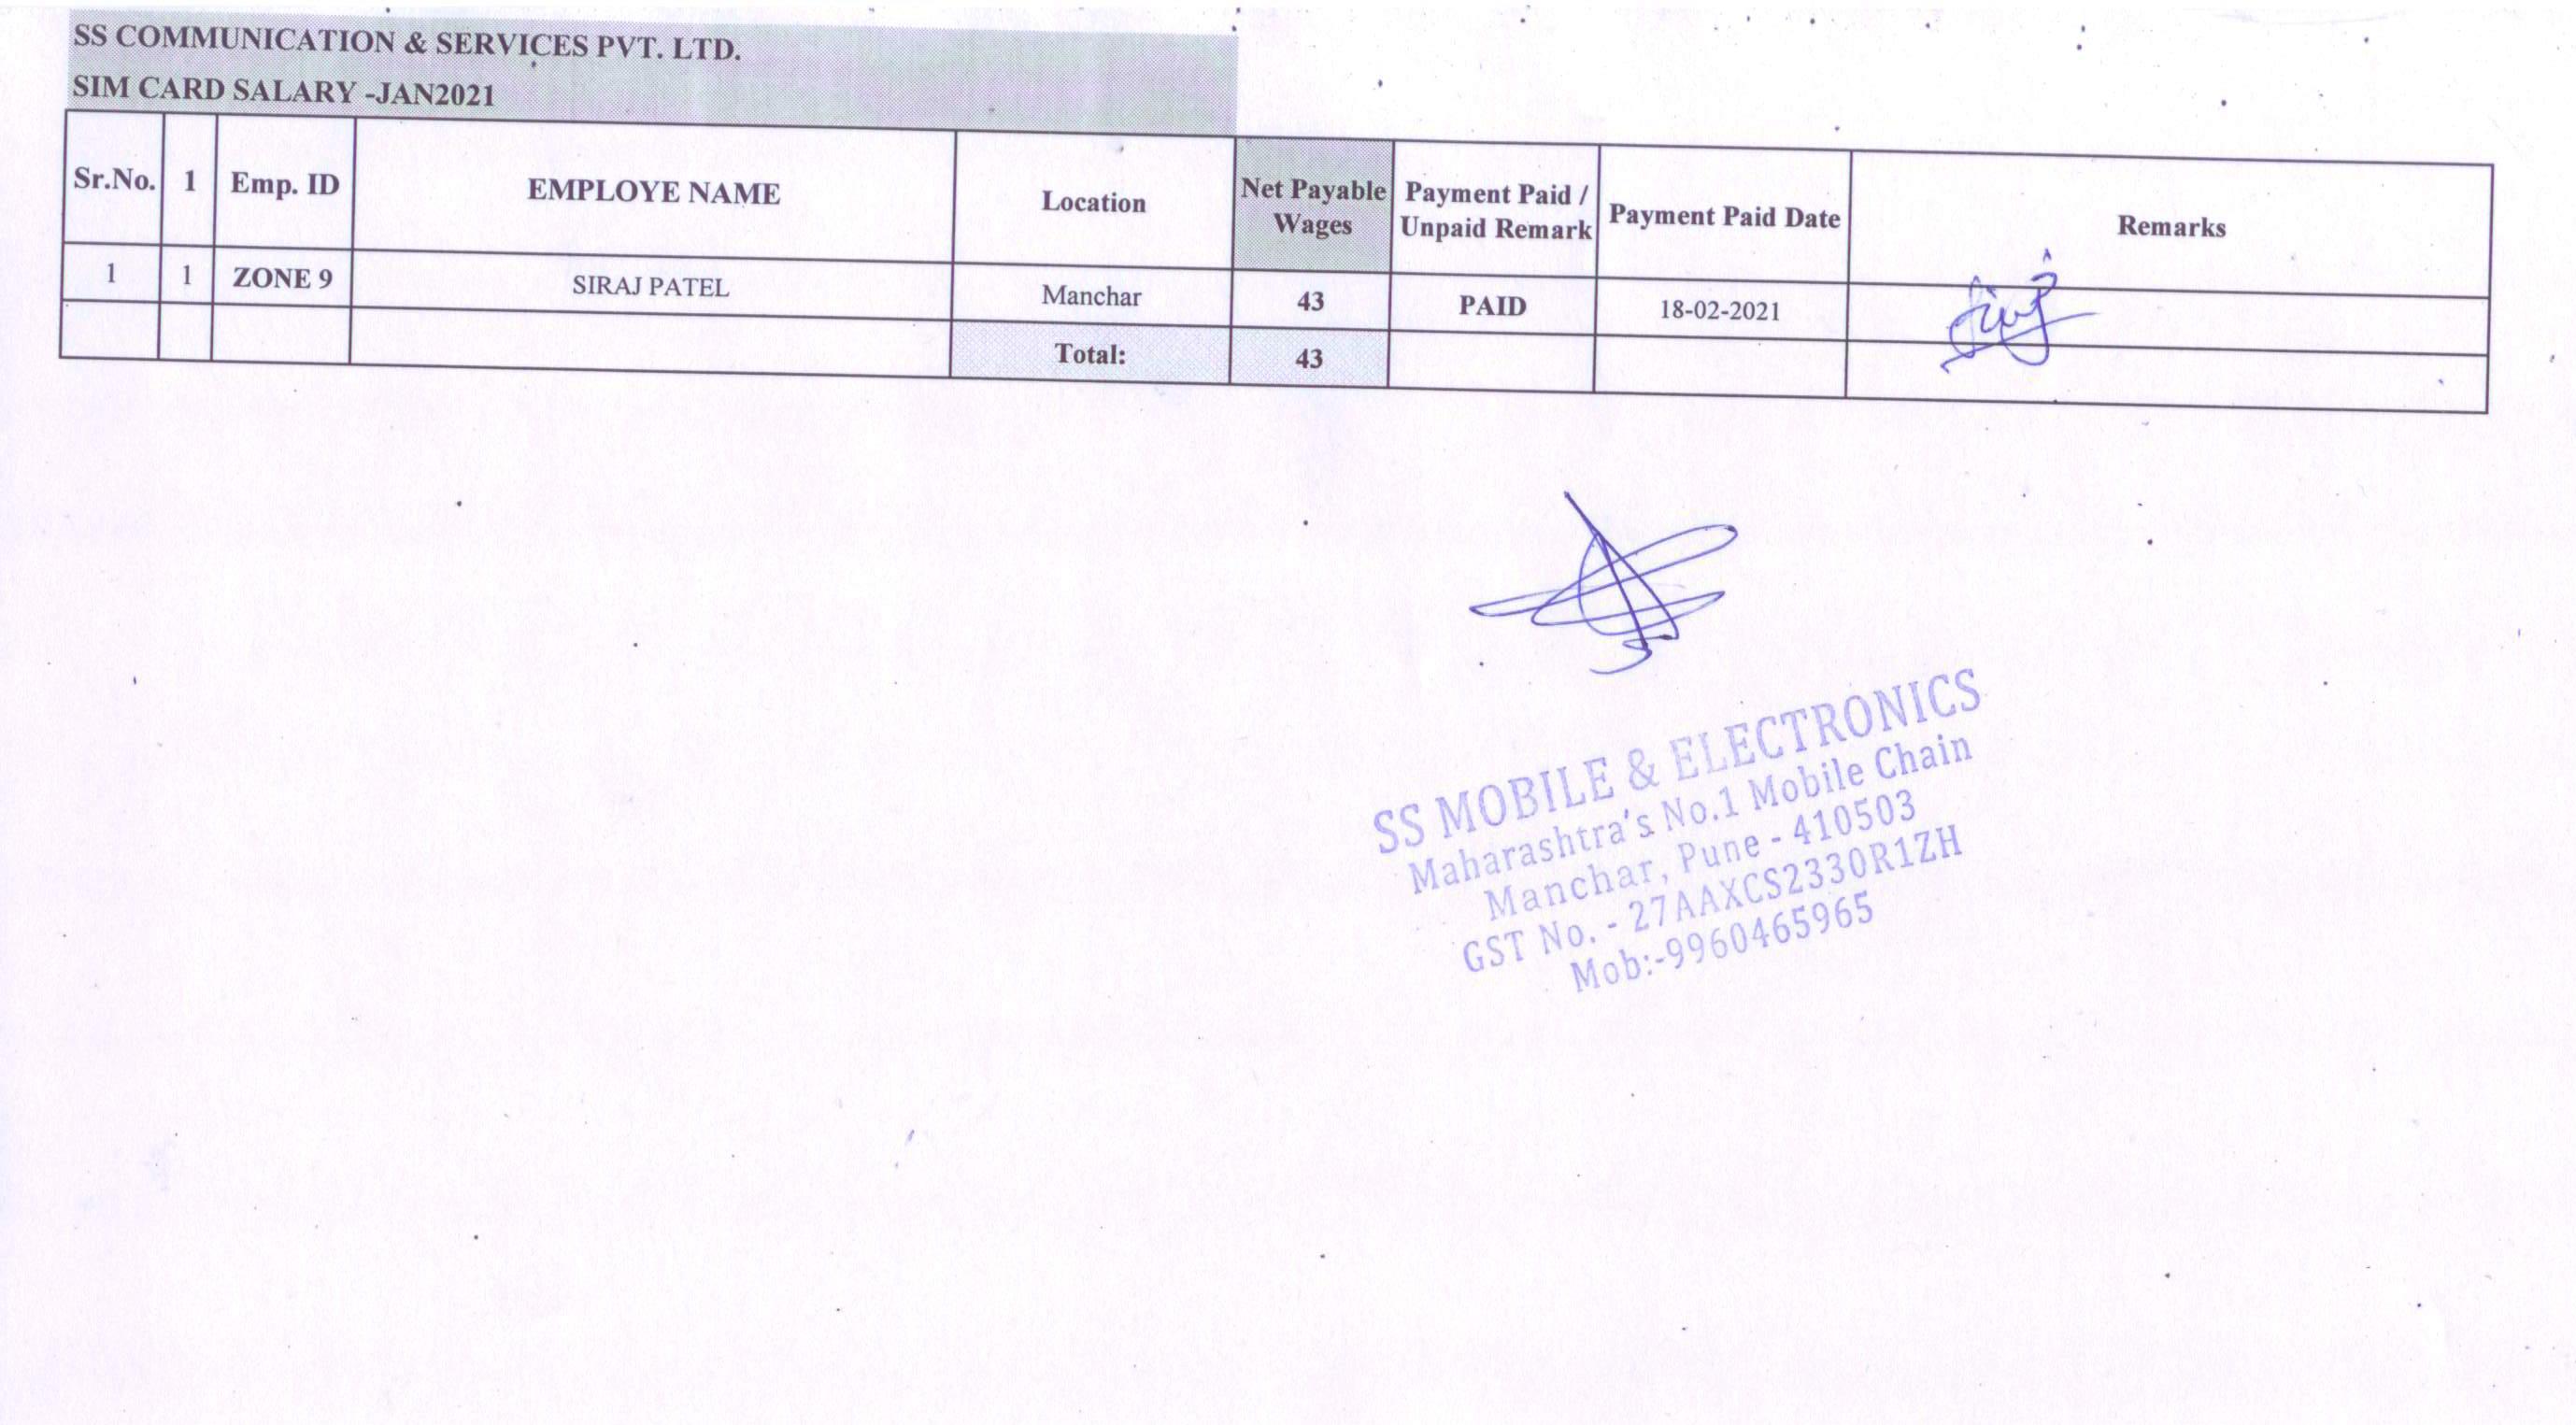 SS COMMUNICATION & SERVICES PVT. LTD.
SIM CARD SALARY -JAN2021
Sr.No. 1 Emp. ID EMPLOYE NAME Location Net Payable Wages Payment Paid / Unpaid Remark Payment Paid Date Remarks
1 1 ZONE 9 SIRAJ PATEL Manchar 43 PAID 18-02-2021
Total: 43
SS MOBILE & ELECTRONICS
Maharashtra's No.1 Mobile Chain
Manchar, Pune - 410503
GST No. - 27AAXCS2330R1ZH
Mob:-9960465965